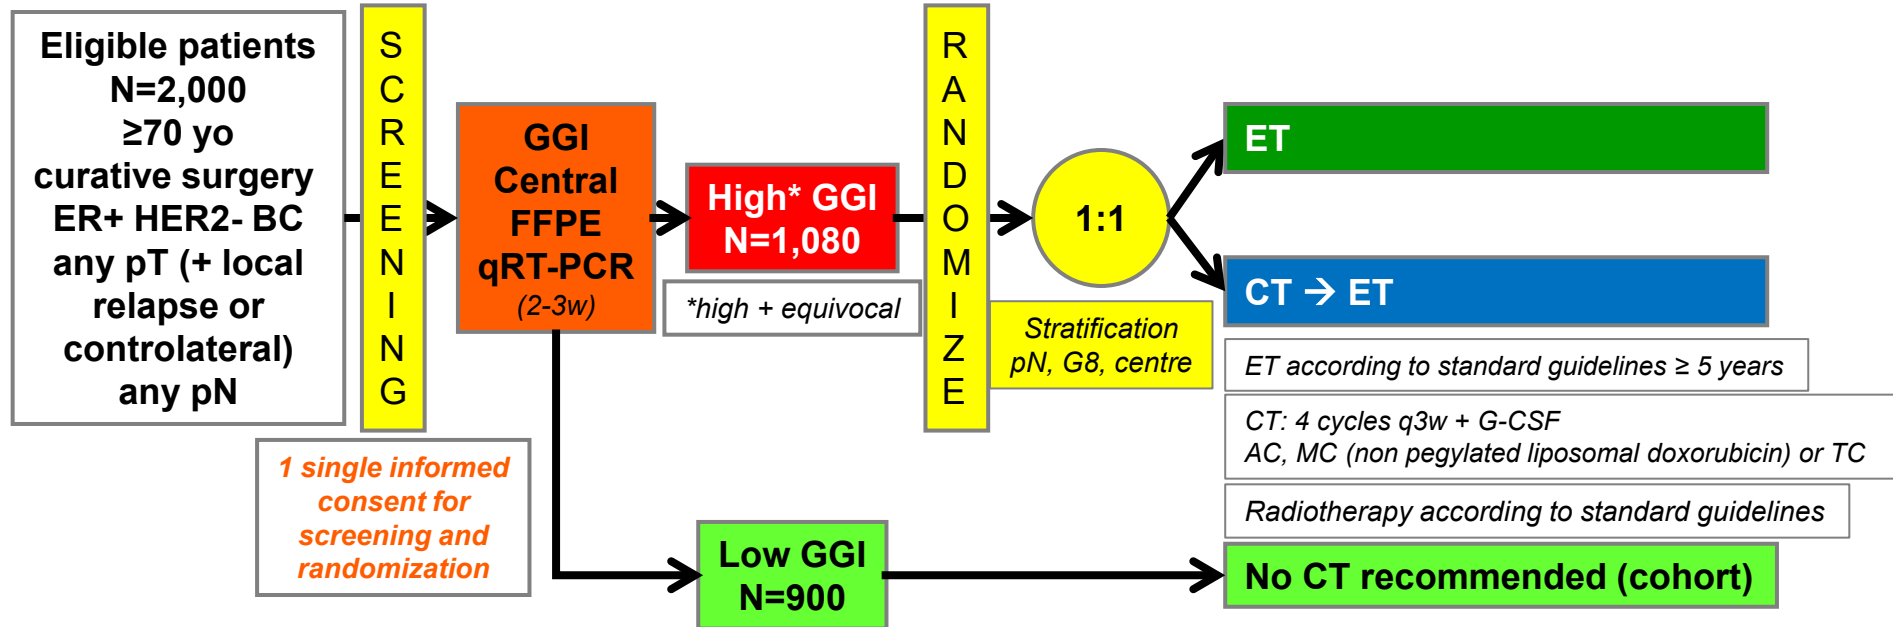 Eligible patients
N=2,000
≥70 yo
curative surgery
ER+ HER2- BC
any pT (+ local
relapse or
controlateral)
any pN
SCREENING
1 single informed
consent for
screening and
randomization
GGI
Central
FFPE
qRT-PCR
(2-3w)
High* GGI
N=1,080
*high + equivocal
RANDOMIZE
1:1
Stratification
pN, G8, centre
ET
CT → ET
ET according to standard guidelines ≥ 5 years
CT: 4 cycles q3w + G-CSF
AC, MC (non pegylated liposomal doxorubicin) or TC
Radiotherapy according to standard guidelines
Low GGI
N=900
No CT recommended (cohort)